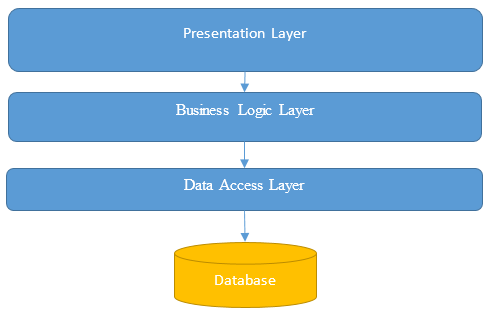 Presentation Layer
Business Logic Layer
Data Access Layer
Database